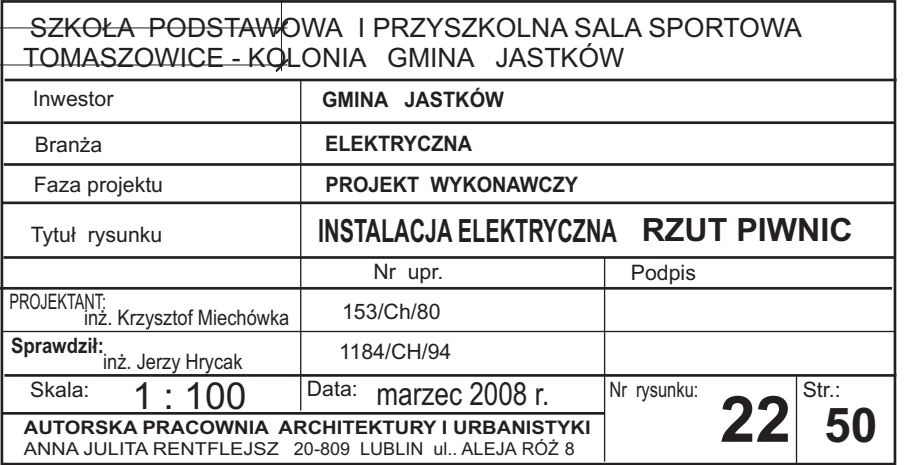 SZKOŁA PODSTAWOWA I PRZYSZKOLNA SALA SPORTOWA
TOMASZOWICE - KOLONIA GMINA JASTKÓW
Inwestor GMINA JASTKÓW
Branża ELEKTRYCZNA
Faza projektu PROJEKT WYKONAWCZY
Tytuł rysunku INSTALACJA ELEKTRYCZNA RZUT PIWNIC
Nr upr. Podpis
PROJEKTANT:
inż. Krzysztof Miechówka 153/Ch/80
Sprawdził:
inż. Jerzy Hrycak 1184/CH/94
Skala: 1 : 100 Data: marzec 2008 r. Nr rysunku: 22 Str.: 50
AUTORSKA PRACOWNIA ARCHITEKTURY I URBANISTYKI
ANNA JULITA RENTFLEJSZ 20-809 LUBLIN ul.. ALEJA RÓŻ 8